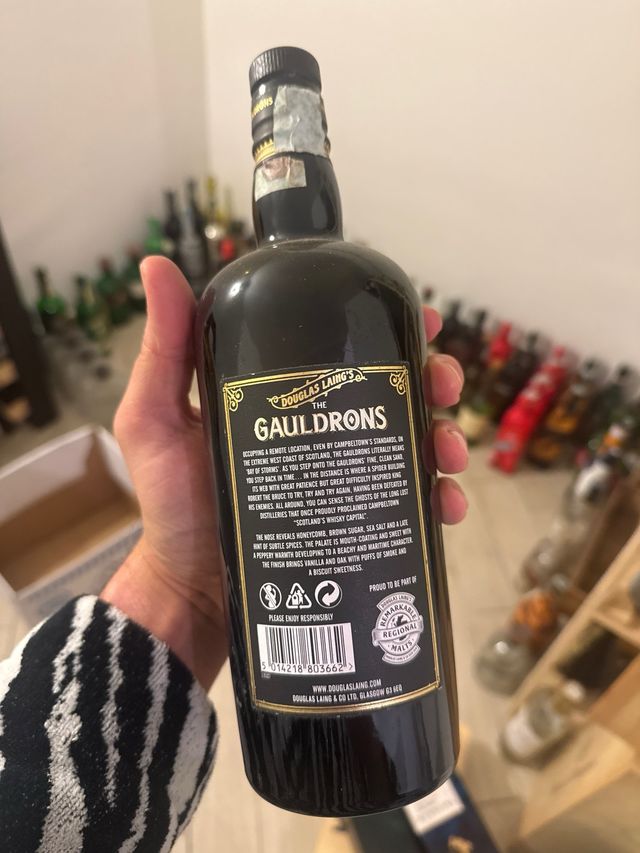 DOUGLAS LAING'S
THE
GAULDRONS
OCCUPYING A REMOTE LOCATION, EVEN BY CAMPBELTOWN'S STANDARDS, ON
THE EXTREME WEST COAST OF SCOTLAND, THE GAULDRONS LITERALLY MEANS
'BAY OF STORMS'. AS YOU STEP ONTO THE GAULDRONS' FINE, CLEAN SAND,
YOU STEP BACK IN TIME... IN THE DISTANCE IS WHERE A SPIDER BUILDING
ITS WEB WITH GREAT PATIENCE BUT GREAT DIFFICULTY INSPIRED KING
ROBERT THE BRUCE TO TRY, TRY AND TRY AGAIN, HAVING BEEN DEFEATED BY
HIS ENEMIES. ALL AROUND, YOU CAN SENSE THE GHOSTS OF THE LONG LOST
DISTILLERIES THAT ONCE PROUDLY PROCLAIMED CAMPBELTOWN
"SCOTLAND'S WHISKY CAPITAL".
THE NOSE REVEALS HONEYCOMB, BROWN SUGAR, SEA SALT AND A LATE
HINT OF SUBTLE SPICES. THE PALATE IS MOUTH-COATING AND SWEET WITH
A PEPPERY WARMTH DEVELOPING TO A BEACHY AND MARITIME CHARACTER.
THE FINISH BRINGS VANILLA AND OAK WITH PUFFS OF SMOKE AND
A BISCUIT SWEETNESS.
PROUD TO BE PART OF
DOUGLAS LAING'S
REMARKABLE
REGIONAL
MALTS
PLEASE ENJOY RESPONSIBLY
5 014218 803662 >
WWW.DOUGLASLAING.COM
DOUGLAS LAING & CO LTD, GLASGOW G3 6EQ